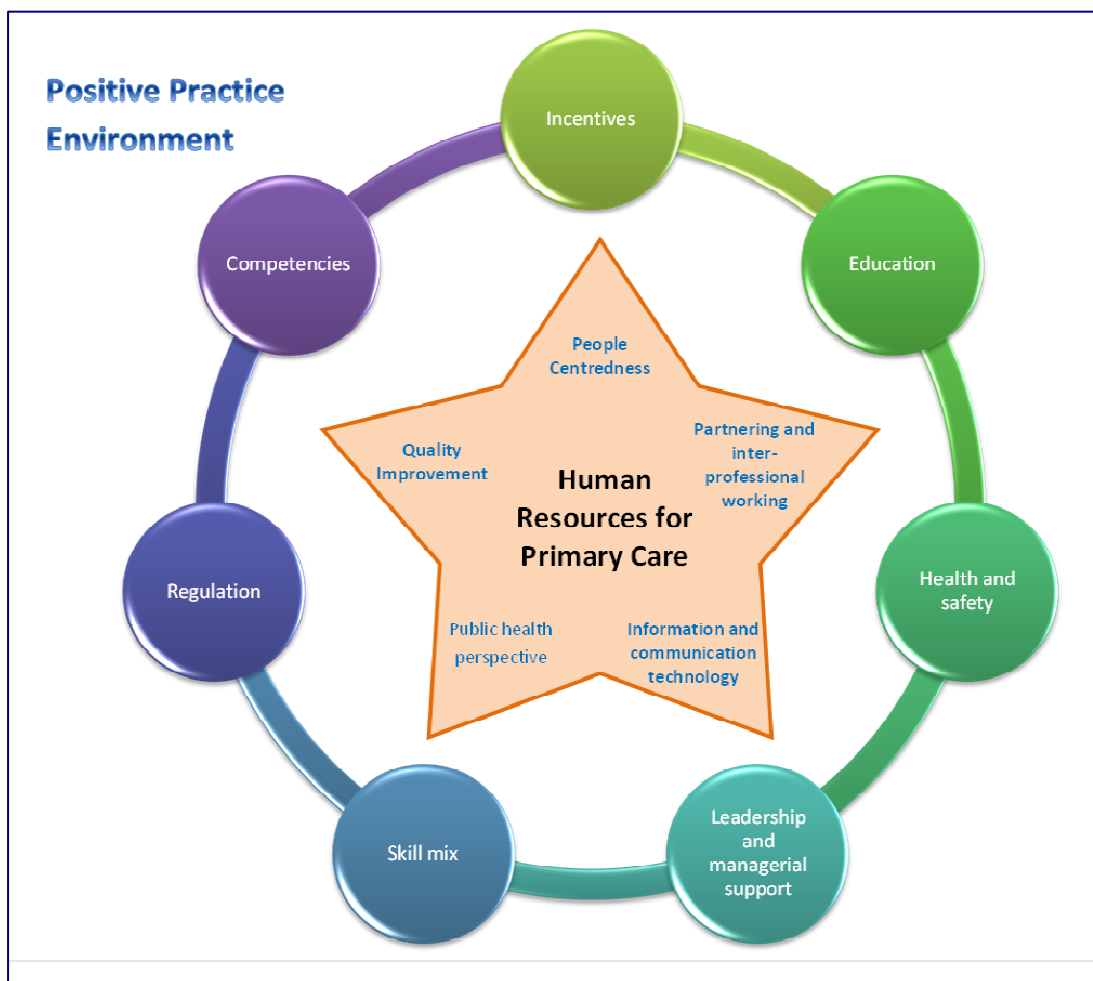 Positive Practice
Environment
Incentives
Competencies
Education
People
Centredness
Partnering and
inter-
professional
working
Quality
Improvement
Human
Resources for
Primary Care
Regulation
Health and
safety
Public health
perspective
Information and
communication
technology
Skill mix
Leadership
and
managerial
support